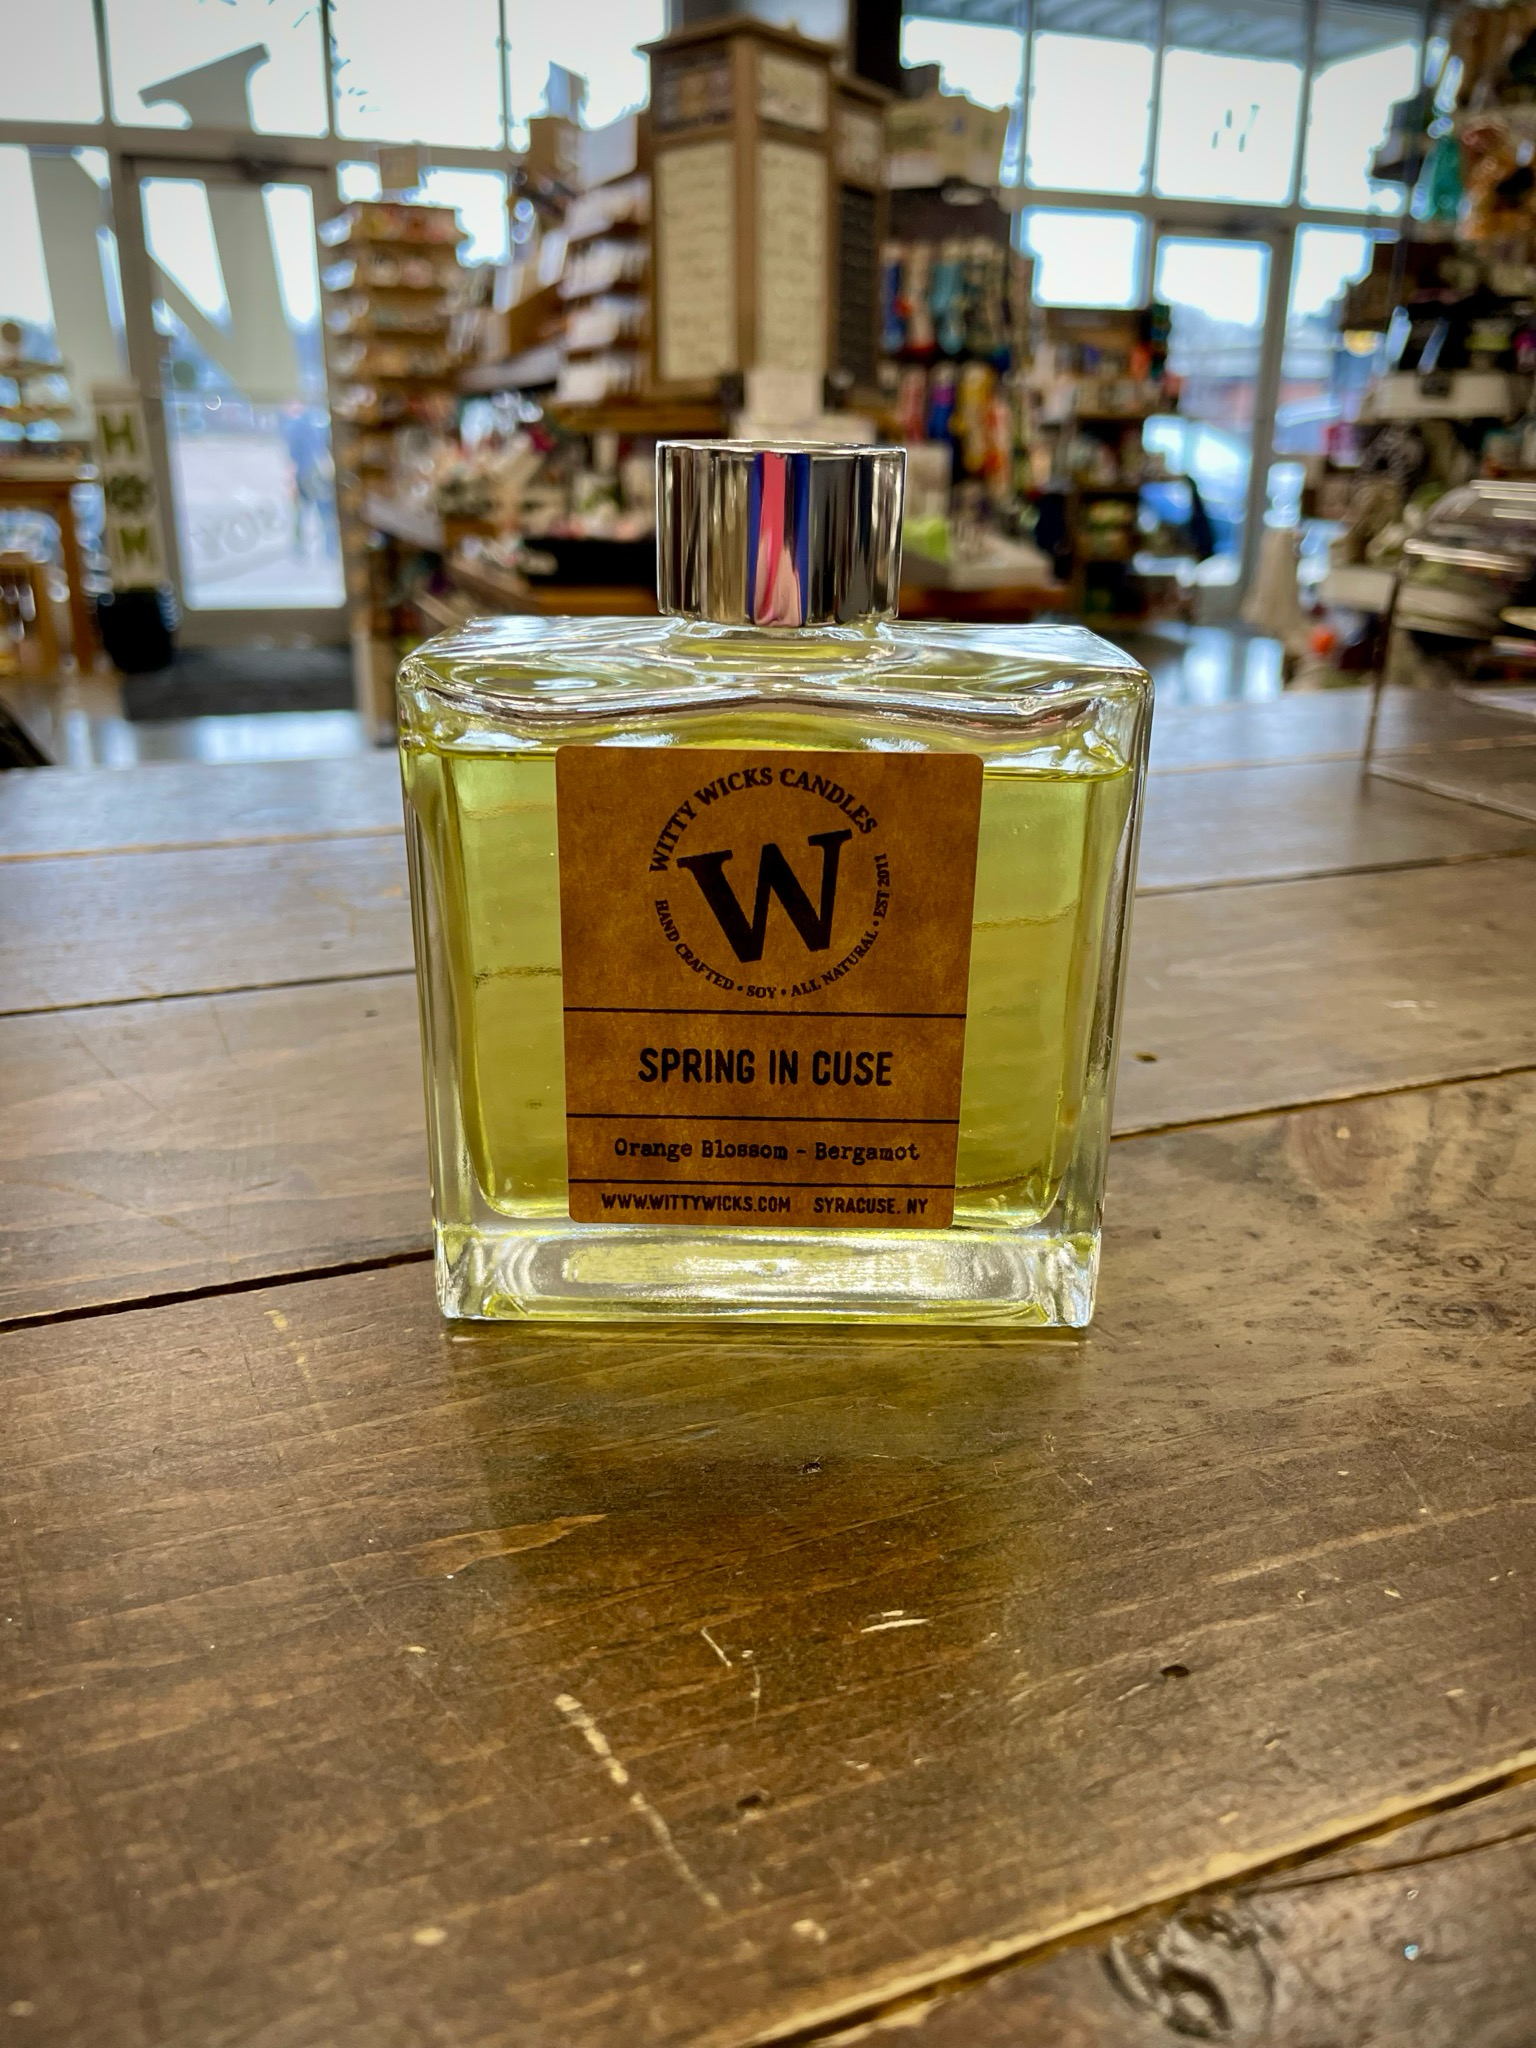 WITTY WICKS CANDLES
W
HAND CRAFTED • SOY • ALL NATURAL • EST 2011
SPRING IN CUSE
Orange Blossom - Bergamot
WWW.WITTYWICKS.COM SYRACUSE, NY